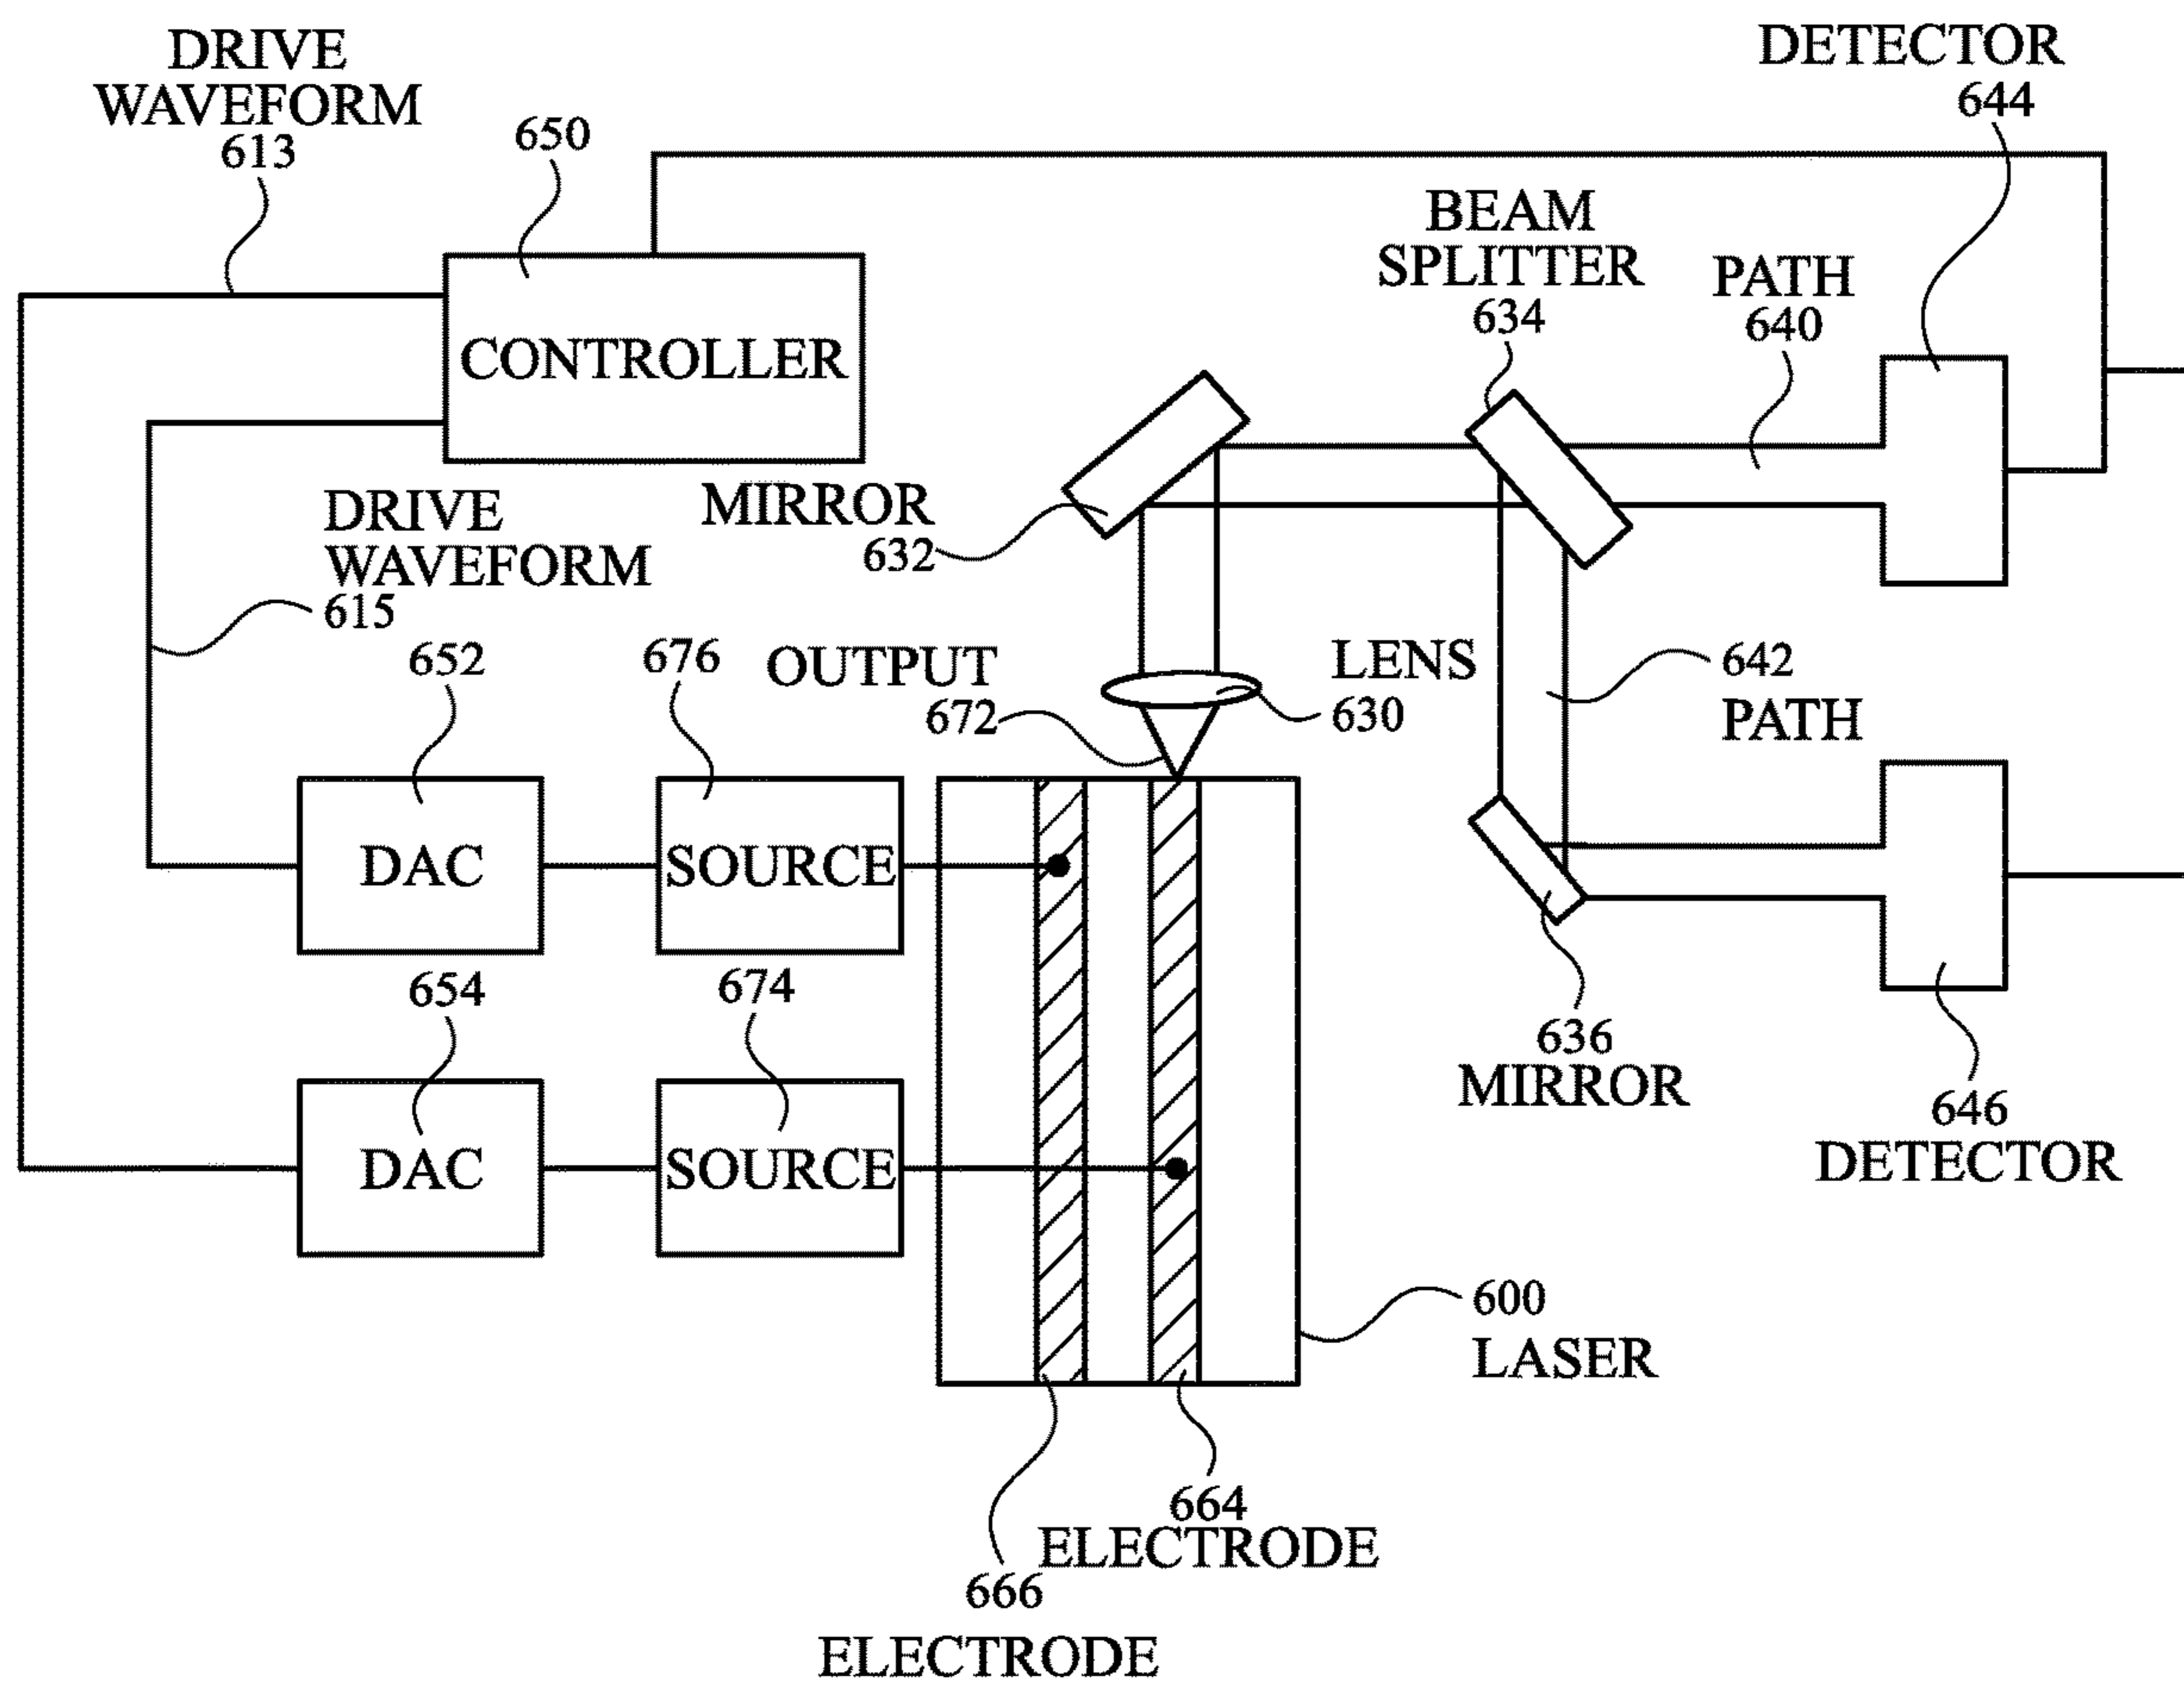 DRIVE
WAVEFORM
613
650
DETECTOR
644
BEAM
SPLITTER
634
PATH
640
CONTROLLER
MIRROR
632
DRIVE
WAVEFORM
615
652
676
OUTPUT
672
LENS
630
642
PATH
DAC
SOURCE
654
674
636
MIRROR
646
DETECTOR
DAC
SOURCE
600
LASER
664
ELECTRODE
666
ELECTRODE